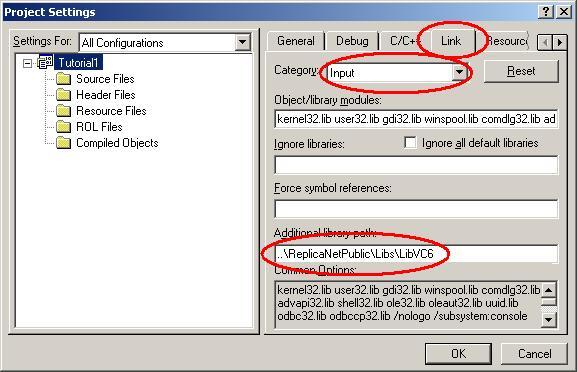 Project Settings
Settings For: All Configurations
Tutorial1
Source Files
Header Files
Resource Files
ROL Files
Compiled Objects
General Debug C/C++ Link Resourc
Category: Input Reset
Object/library modules:
kernel32.lib user32.lib gdi32.lib winspool.lib comdlg32.lib ad
Ignore libraries: Ignore all default libraries
Force symbol references:
Additional library path:
..\ReplicaNetPublic\Libs\LibVC6
Common Options:
kernel32.lib user32.lib gdi32.lib winspool.lib comdlg32.lib
advapi32.lib shell32.lib ole32.lib oleaut32.lib uuid.lib
odbc32.lib odbccp32.lib /nologo /subsystem:console
OK Cancel